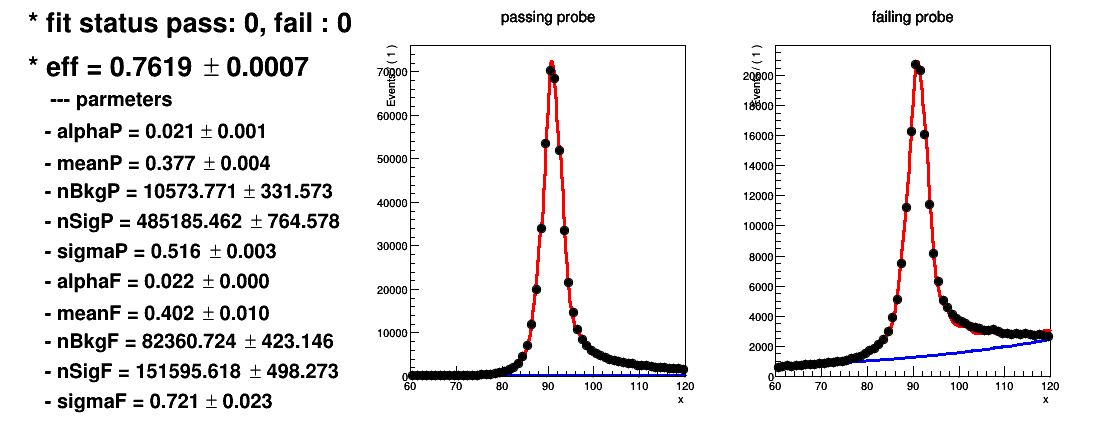 * fit status pass: 0, fail : 0
* eff = 0.7619 ± 0.0007
--- parmeters
- alphaP = 0.021 ± 0.001
- meanP = 0.377 ± 0.004
- nBkgP = 10573.771 ± 331.573
- nSigP = 485185.462 ± 764.578
- sigmaP = 0.516 ± 0.003
- alphaF = 0.022 ± 0.000
- meanF = 0.402 ± 0.010
- nBkgF = 82360.724 ± 423.146
- nSigF = 151595.618 ± 498.273
- sigmaF = 0.721 ± 0.023
passing probe
Events / ( 1 )
70000
60000
50000
40000
30000
20000
10000
0
60 70 80 90 100 110 120
x
failing probe
Events / ( 1 )
20000
18000
16000
14000
12000
10000
8000
6000
4000
2000
0
60 70 80 90 100 110 120
x